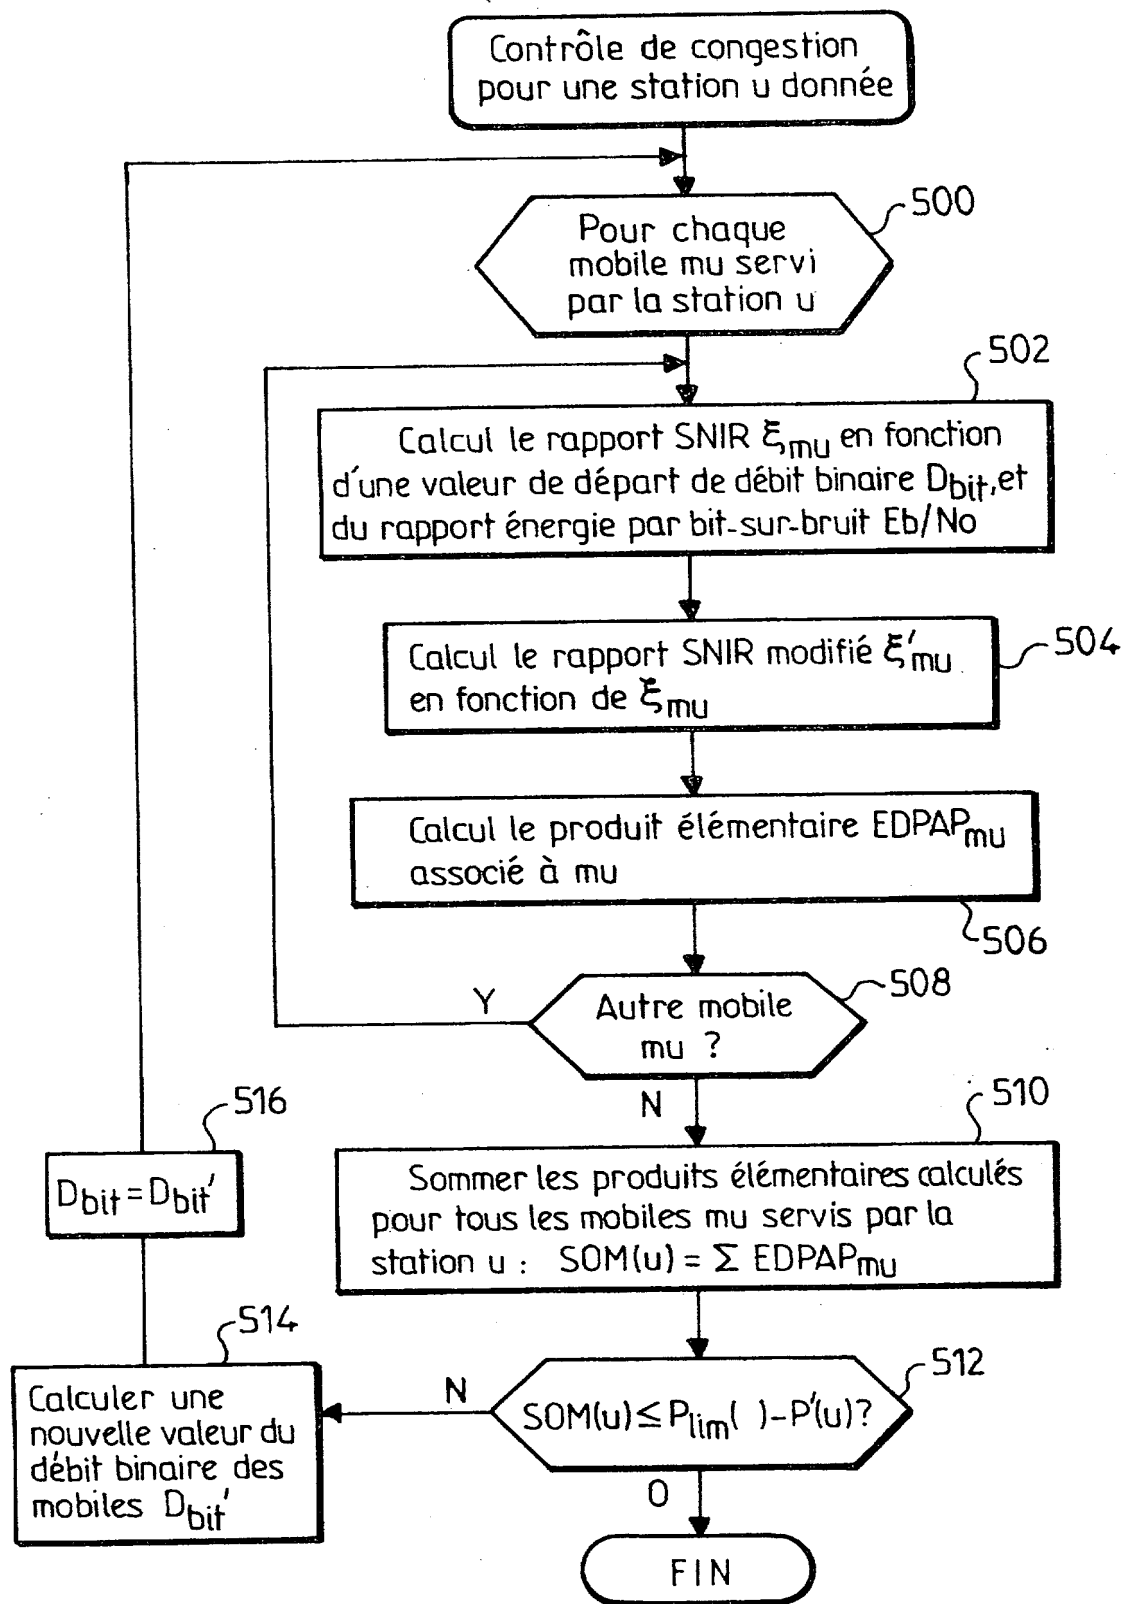 Contrôle de congestion
pour une station u donnée
500
Pour chaque
mobile mu servi
par la station u
502
Calcul le rapport SNIR ξmu en fonction
d'une valeur de départ de débit binaire Dbit, et
du rapport énergie par bit-sur-bruit Eb/No
504
Calcul le rapport SNIR modifié ξ'mu
en fonction de ξmu
Calcul le produit élémentaire EDPAPmu
associé à mu
506
508
Y
Autre mobile
mu ?
N
510
516
Dbit = Dbit'
Sommer les produits élémentaires calculés
pour tous les mobiles mu servis par la
station u : SOM(u) = Σ EDPAPmu
514
512
Calculer une
nouvelle valeur du
débit binaire des
mobiles Dbit'
N
SOM(u) ≤ Plim( ) - P'(u)?
O
FIN